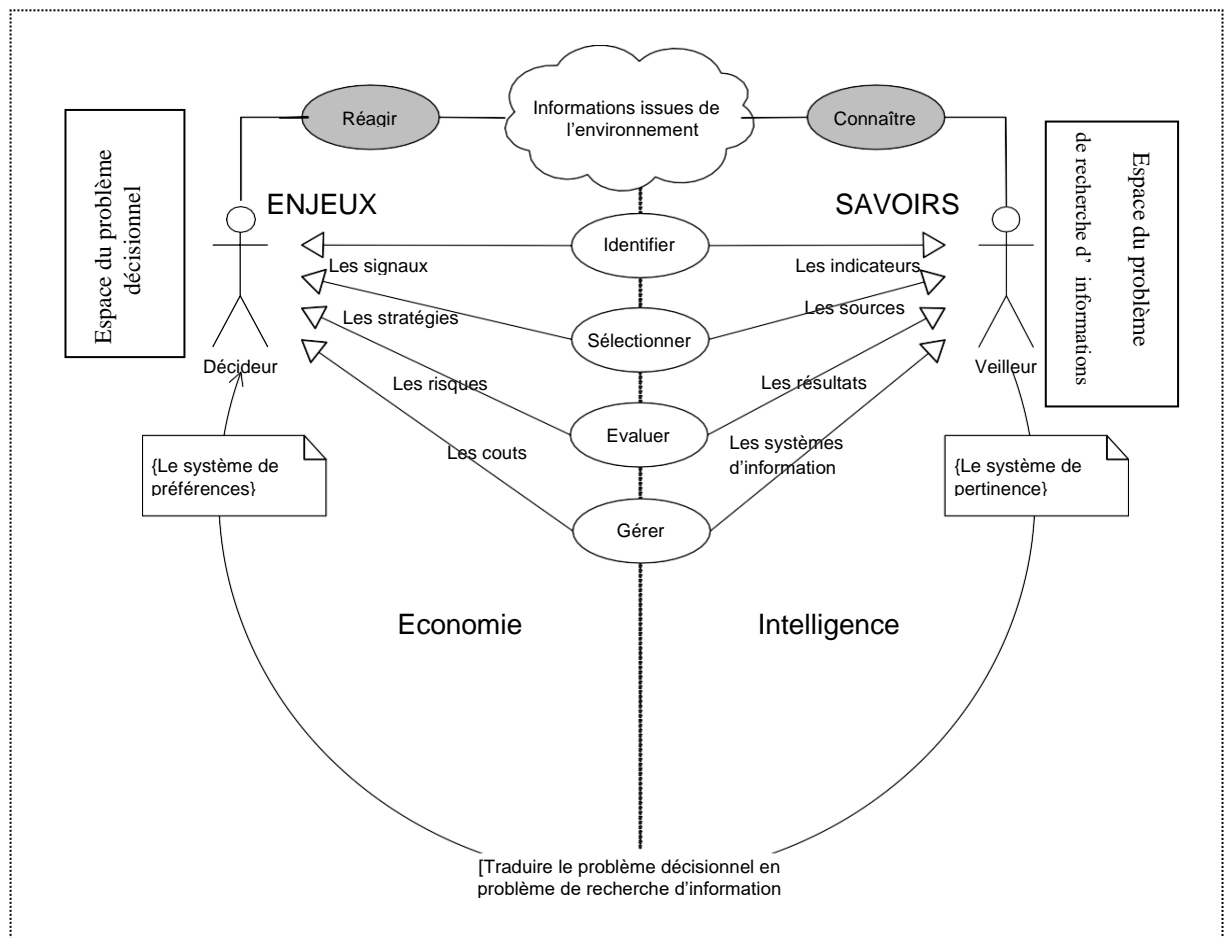 Réagir
Informations issues de
l'environnement
Connaître
Espace du problème
décisionnel
Espace du problème
de recherche d' informations
ENJEUX
SAVOIRS
Identifier
Les signaux
Les indicateurs
Les stratégies
Les sources
Sélectionner
Décideur
Veilleur
Les risques
Les résultats
Evaluer
Les couts
Les systèmes
d'information
{Le système de
préférences}
{Le système de
pertinence}
Gérer
Economie
Intelligence
[Traduire le problème décisionnel en
problème de recherche d'information